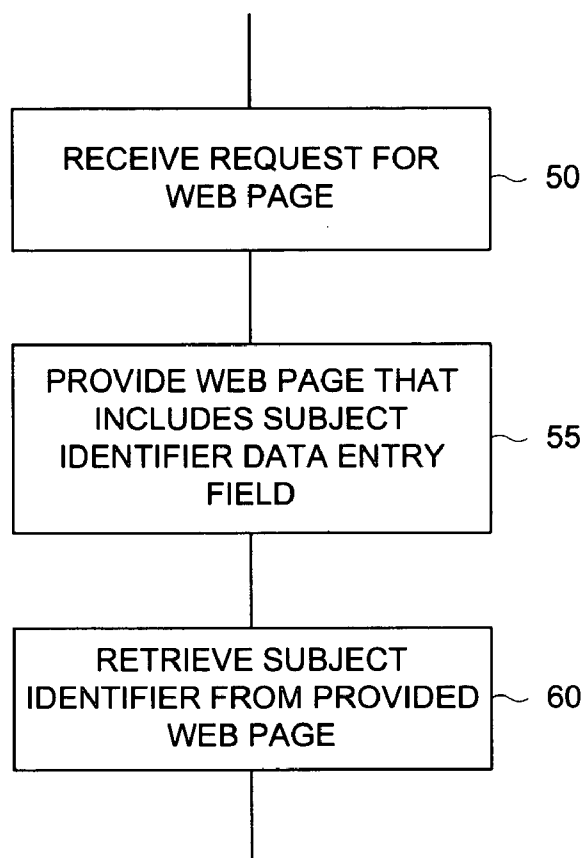 RECEIVE REQUEST FOR
WEB PAGE
50
PROVIDE WEB PAGE THAT
INCLUDES SUBJECT
IDENTIFIER DATA ENTRY
FIELD
55
RETRIEVE SUBJECT
IDENTIFIER FROM PROVIDED
WEB PAGE
60